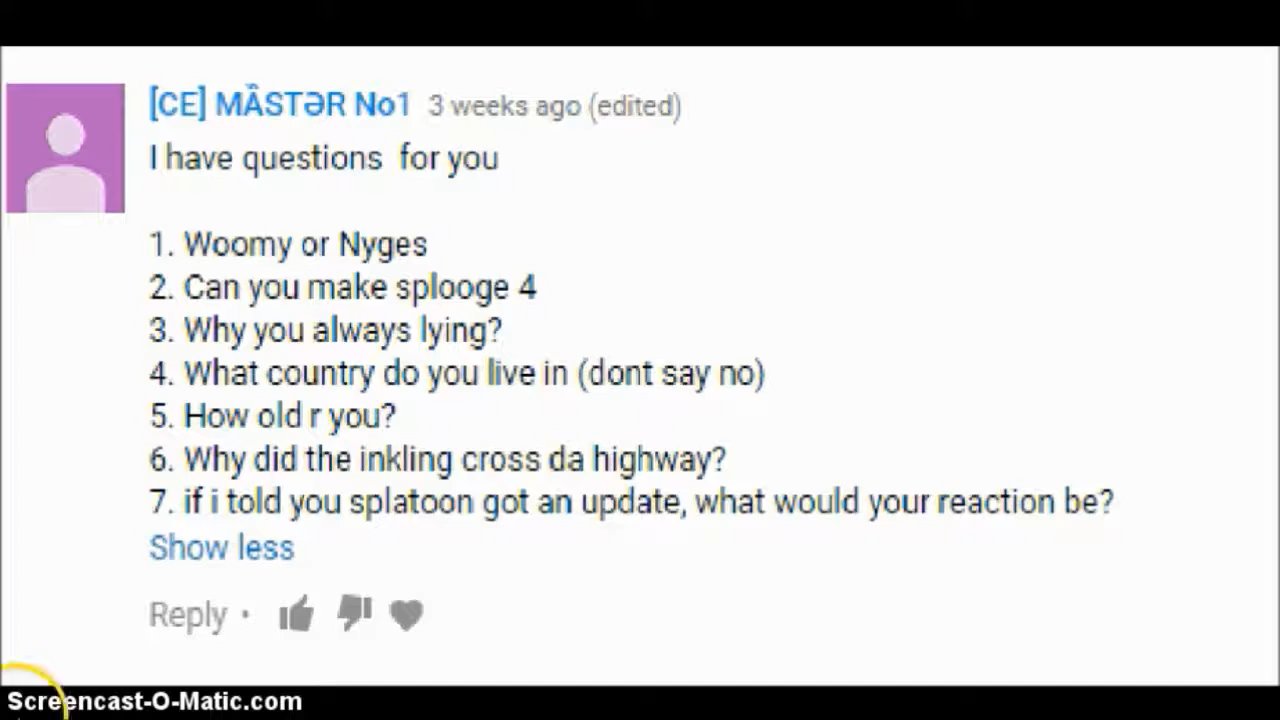 [CE] MÃSTƏR No1 3 weeks ago (edited)
I have questions for you
1. Woomy or Nyges
2. Can you make splooge 4
3. Why you always lying?
4. What country do you live in (dont say no)
5. How old r you?
6. Why did the inkling cross da highway?
7. if i told you splatoon got an update, what would your reaction be?
Show less
Reply •
Screencast-O-Matic.com